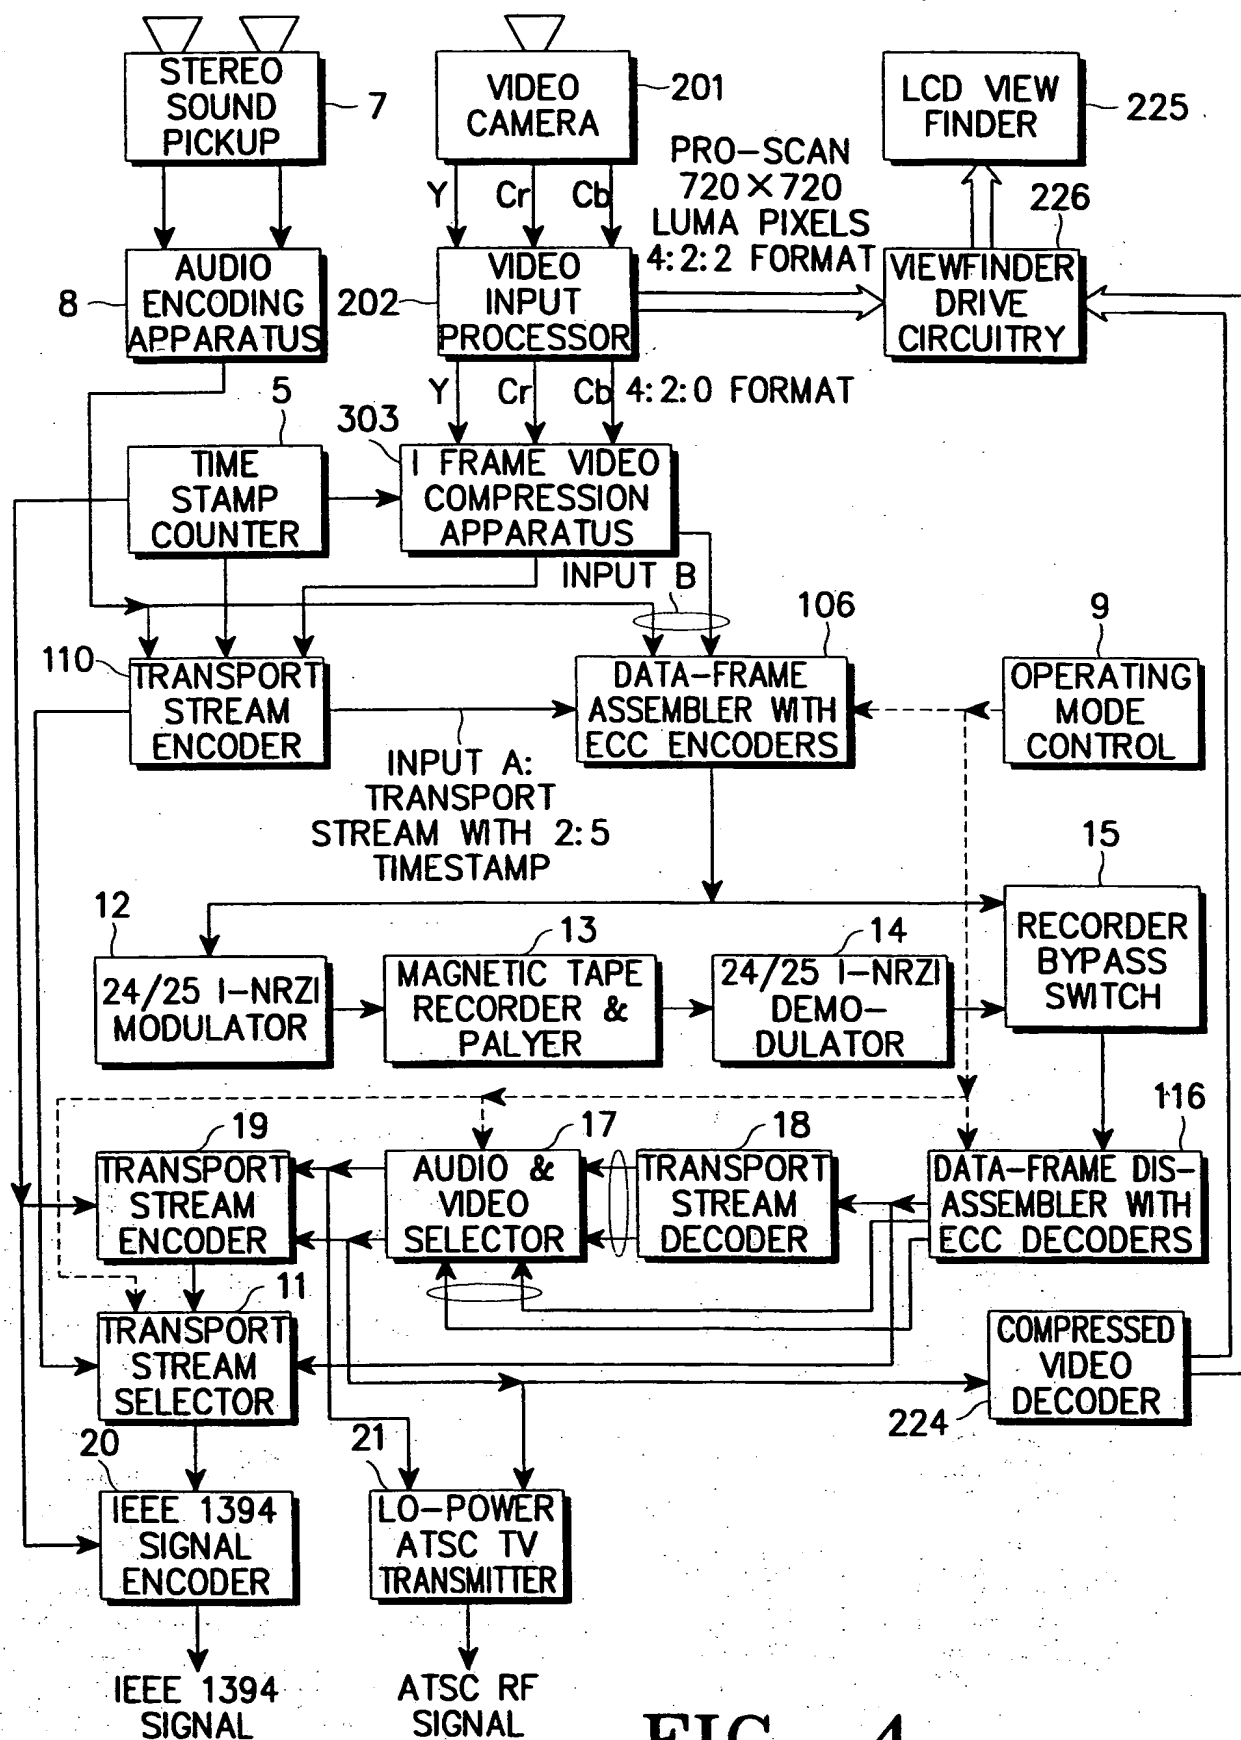 STEREO
SOUND
PICKUP
7
VIDEO
CAMERA
201
LCD VIEW
FINDER
225
Y
Cr
Cb
PRO-SCAN
720×720
LUMA PIXELS
4:2:2 FORMAT
226
AUDIO
ENCODING
APPARATUS
8
VIDEO
INPUT
PROCESSOR
202
VIEWFINDER
DRIVE
CIRCUITRY
Y
Cr
Cb
4:2:0 FORMAT
5
303
TIME
STAMP
COUNTER
I FRAME VIDEO
COMPRESSION
APPARATUS
INPUT B
106
9
110
TRANSPORT
STREAM
ENCODER
DATA-FRAME
ASSEMBLER WITH
ECC ENCODERS
OPERATING
MODE
CONTROL
INPUT A:
TRANSPORT
STREAM WITH 2:5
TIMESTAMP
15
12
13
14
RECORDER
BYPASS
SWITCH
24/25 I-NRZI
MODULATOR
MAGNETIC TAPE
RECORDER &
PALYER
24/25 I-NRZI
DEMO-
DULATOR
116
19
17
18
TRANSPORT
STREAM
ENCODER
AUDIO &
VIDEO
SELECTOR
TRANSPORT
STREAM
DECODER
DATA-FRAME DIS-
ASSEMBLER WITH
ECC DECODERS
11
TRANSPORT
STREAM
SELECTOR
COMPRESSED
VIDEO
DECODER
224
20
21
IEEE 1394
SIGNAL
ENCODER
LO-POWER
ATSC TV
TRANSMITTER
IEEE 1394
SIGNAL
ATSC RF
SIGNAL
FIG. 4